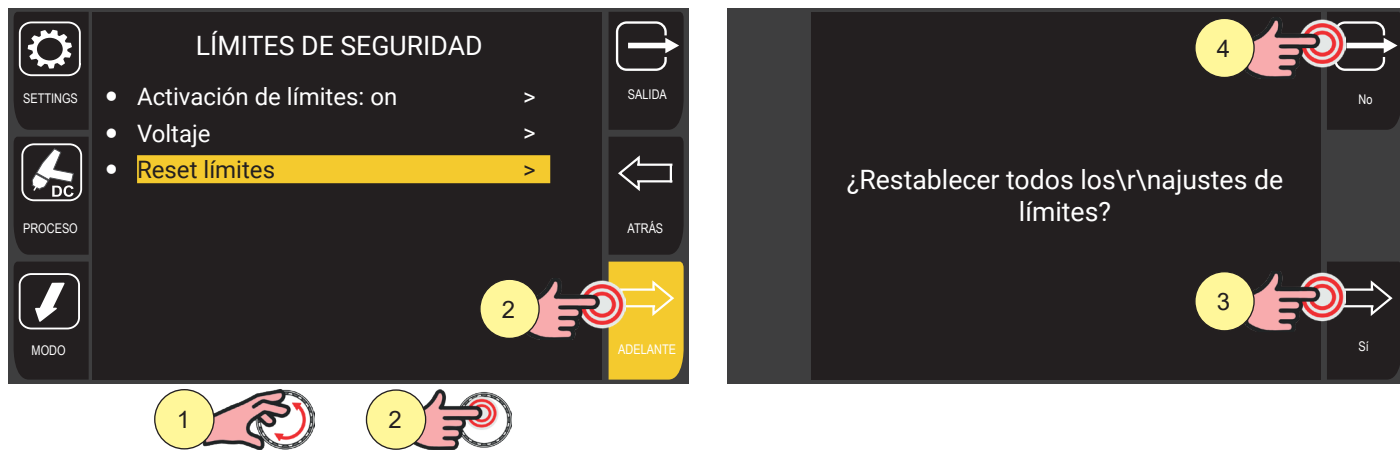 LÍMITES DE SEGURIDAD
SETTINGS
Activación de límites: on >
SALIDA
Voltaje >
Reset límites >
DC
PROCESO
ATRÁS
2
MODO
ADELANTE
1
2
4
No
¿Restablecer todos los\r\najustes de
límites?
3
Sí